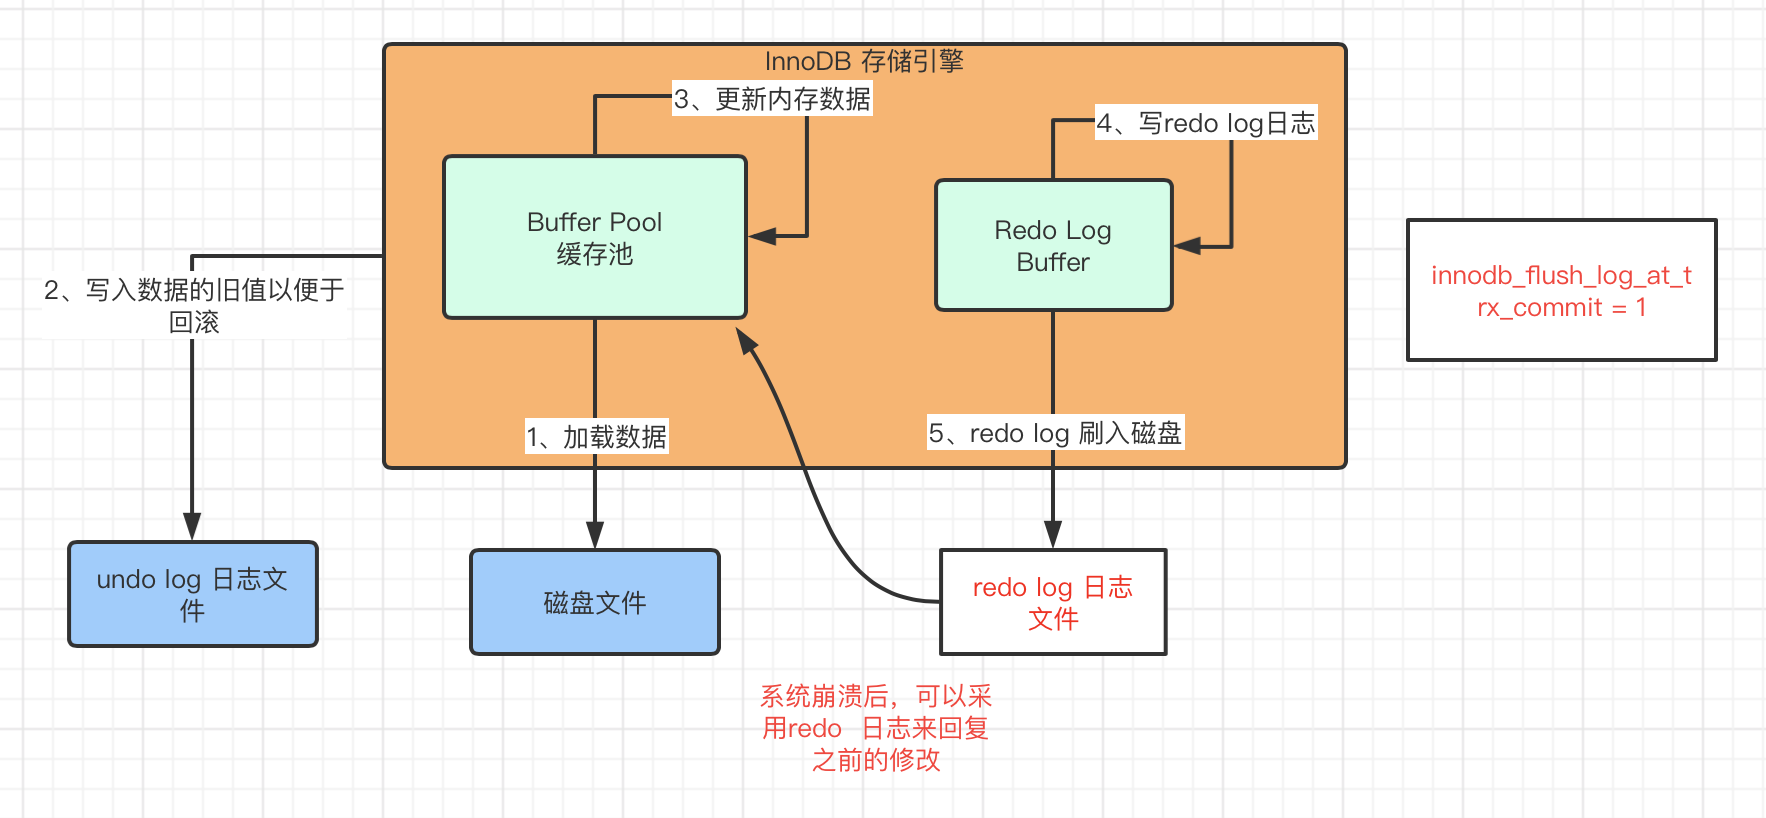 InnoDB 存储引擎
3、更新内存数据
4、写redo log日志
Buffer Pool
缓存池
Redo Log
Buffer
innodb_flush_log_at_t
rx_commit = 1
2、写入数据的旧值以便于
回滚
1、加载数据
5、redo log 刷入磁盘
undo log 日志文
件
磁盘文件
redo log 日志
文件
系统崩溃后，可以采
用redo  日志来回复
之前的修改